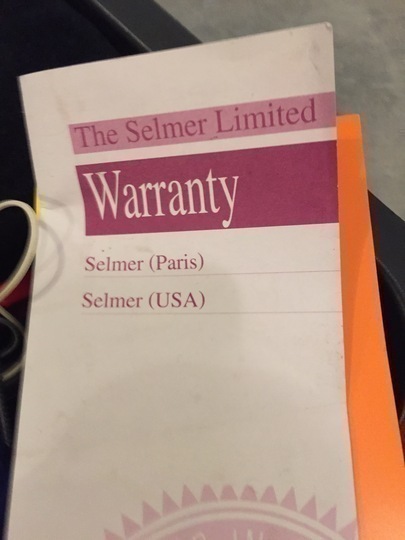 The Selmer Limited
Warranty
Selmer (Paris)
Selmer (USA)